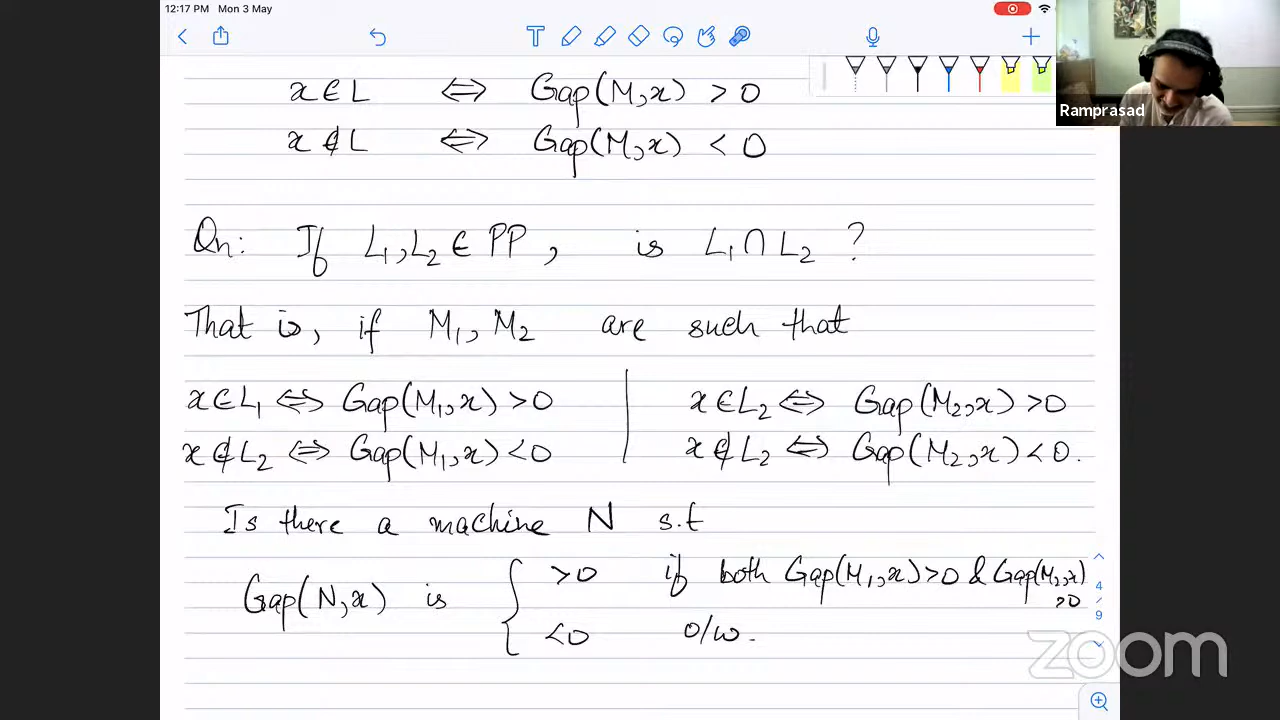 12:17 PM Mon 3 May
Ramprasad
x ∈ L ⇔ Gap(M,x) > 0
x ∉ L ⇔ Gap(M,x) < 0
Qn: If L₁,L₂ ∈ PP, is L₁ ∩ L₂ ?
That is, if M₁, M₂ are such that
x ∈ L₁ ⇔ Gap(M₁,x) > 0 | x ∈ L₂ ⇔ Gap(M₂,x) > 0
x ∉ L₂ ⇔ Gap(M₁,x) < 0 | x ∉ L₂ ⇔ Gap(M₂,x) < 0.
Is there a machine N s.t
Gap(N,x) is { > 0 if both Gap(M₁,x) > 0 & Gap(M₂,x) > 0
< 0 o/w.
4/9
zoom